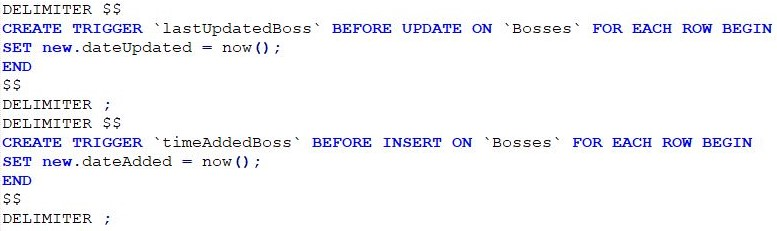 DELIMITER $$
CREATE TRIGGER `lastUpdatedBoss` BEFORE UPDATE ON `Bosses` FOR EACH ROW BEGIN
SET new.dateUpdated = now();
END
$$
DELIMITER ;
DELIMITER $$
CREATE TRIGGER `timeAddedBoss` BEFORE INSERT ON `Bosses` FOR EACH ROW BEGIN
SET new.dateAdded = now();
END
$$
DELIMITER ;